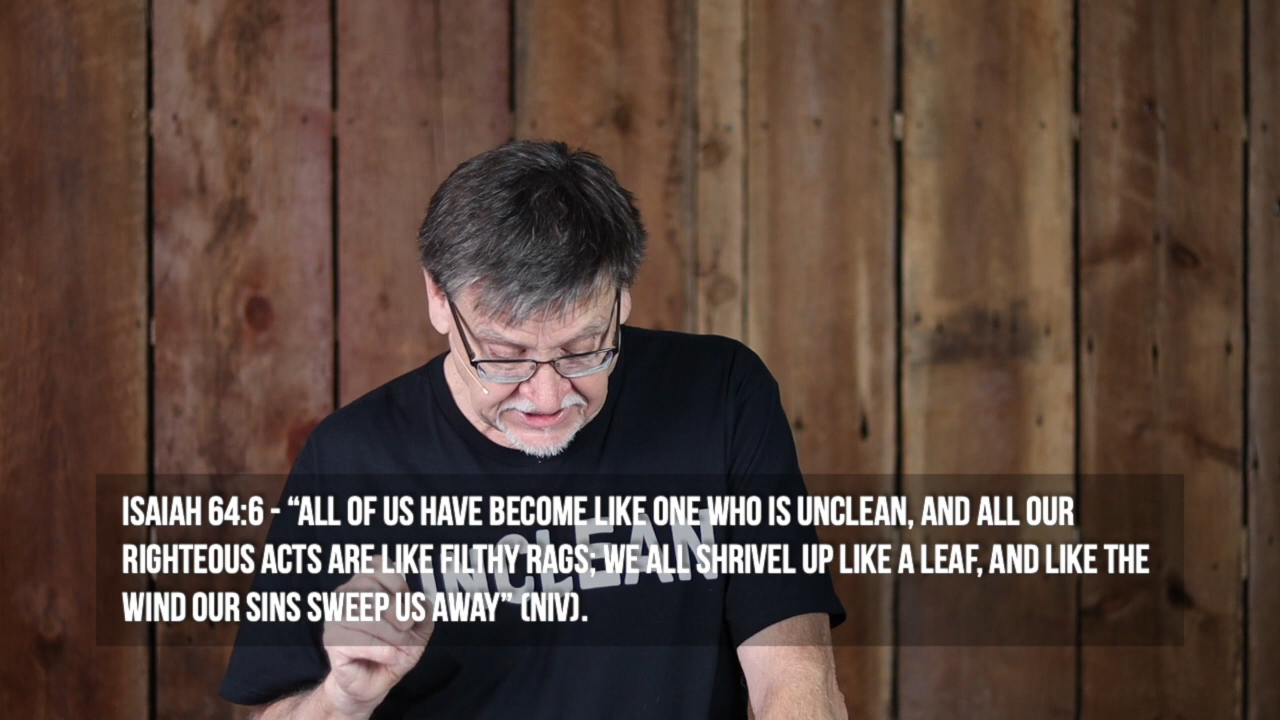 ISAIAH 64:6 - “ALL OF US HAVE BECOME LIKE ONE WHO IS UNCLEAN, AND ALL OUR
RIGHTEOUS ACTS ARE LIKE FILTHY RAGS; WE ALL SHRIVEL UP LIKE A LEAF, AND LIKE THE
WIND OUR SINS SWEEP US AWAY” (NIV).
UNCLEAN